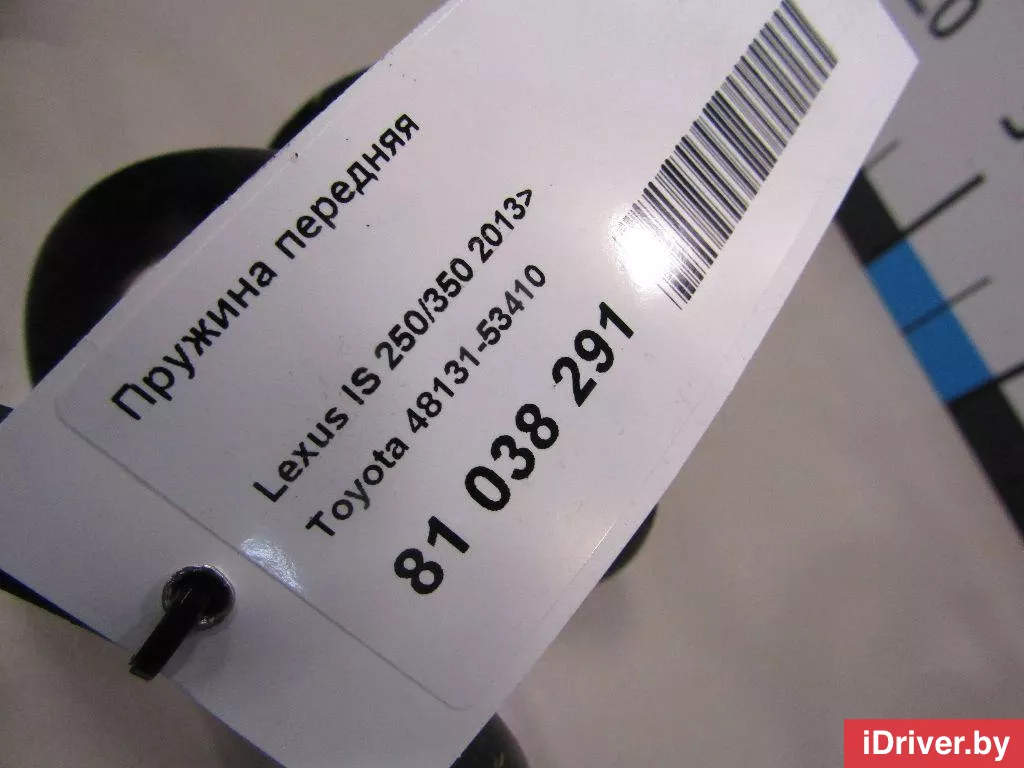 Пружина передняя
Lexus IS 250/350 2013>
Toyota 48131-53410
81 038 291
iDriver.by